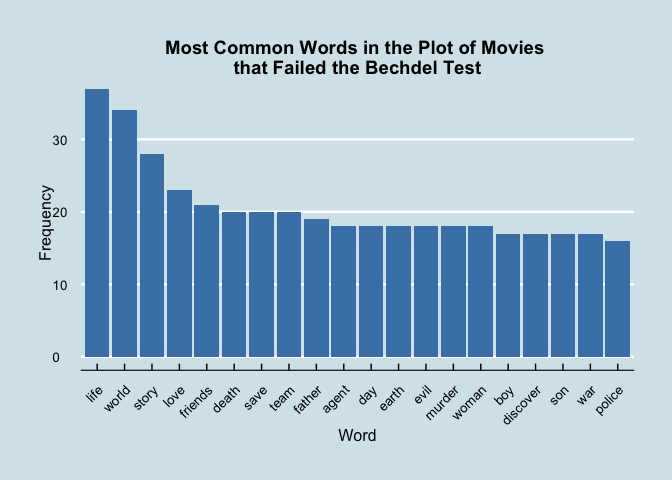 Most Common Words in the Plot of Movies
that Failed the Bechdel Test
Frequency
30
20
10
0
life
world
story
love
friends
death
save
team
father
agent
day
earth
evil
murder
woman
boy
discover
son
war
police
Word